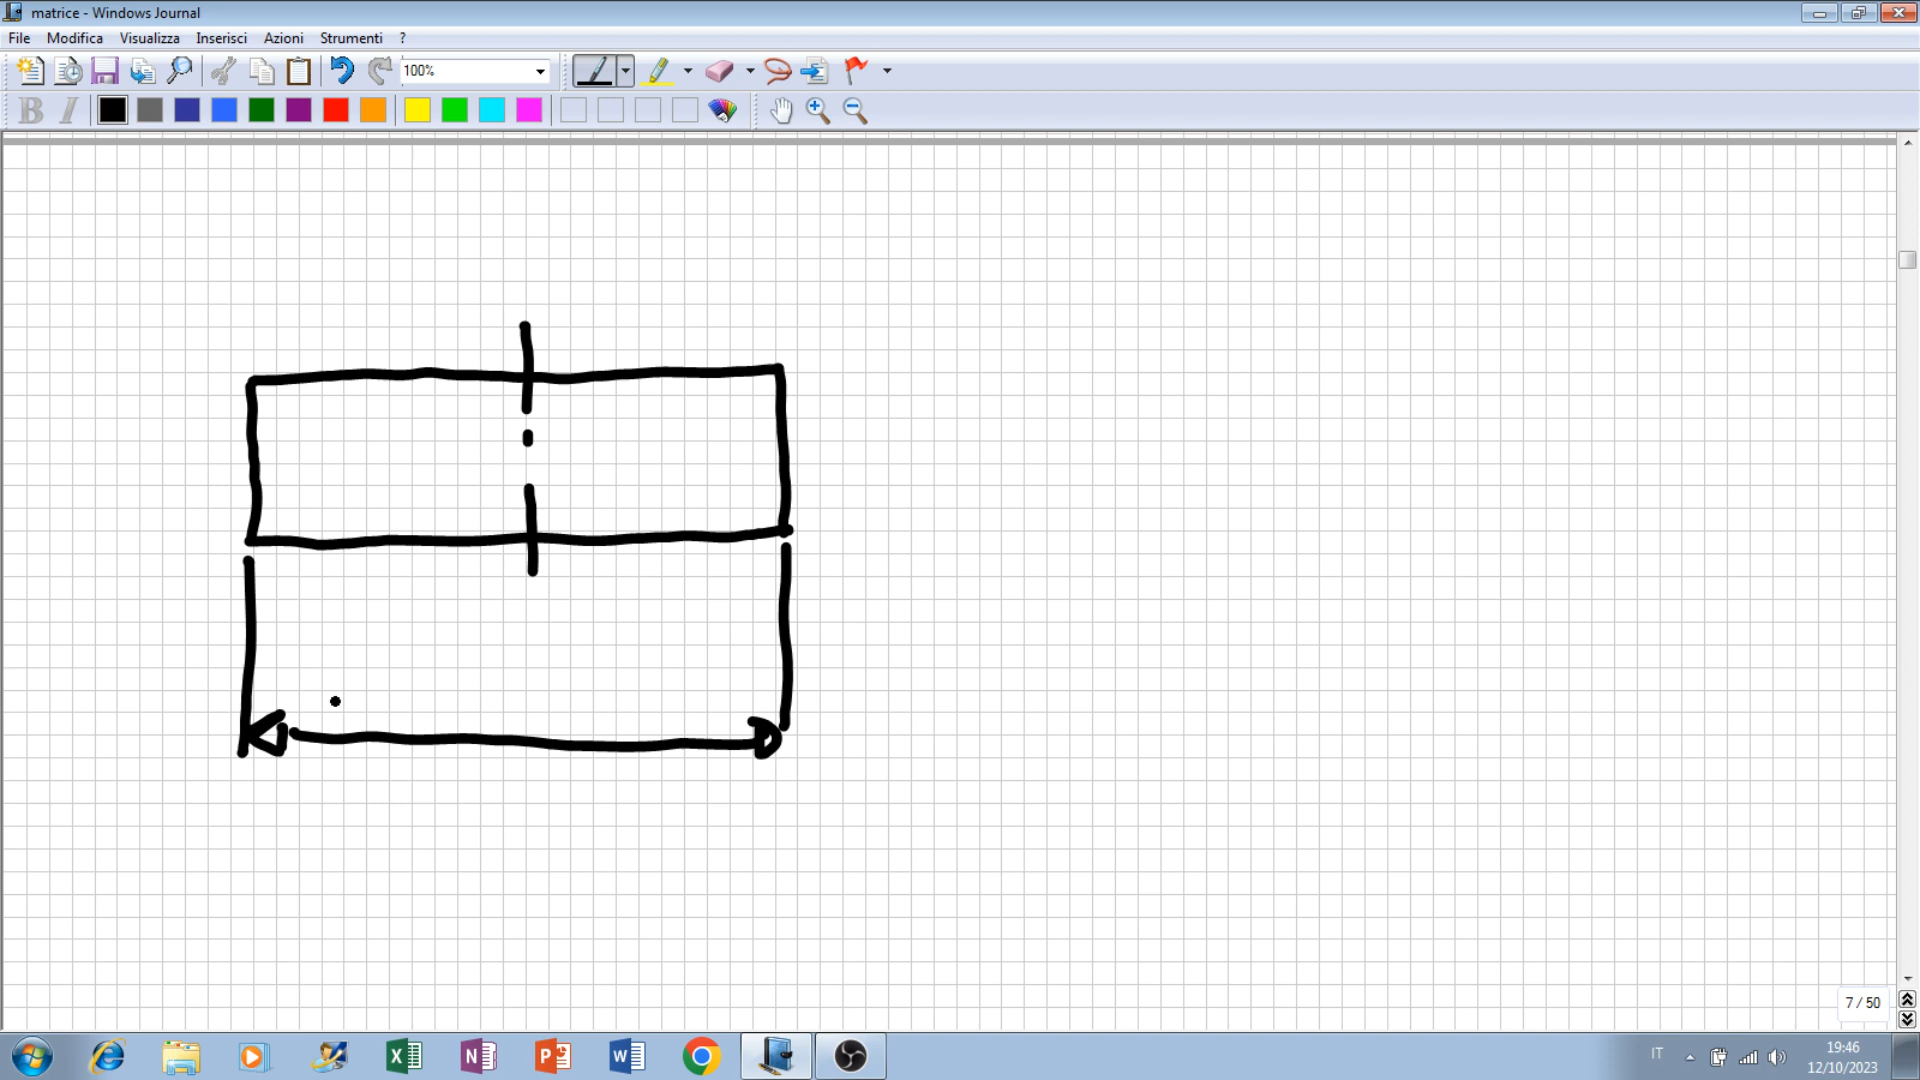 matrice - Windows Journal
File Modifica Visualizza Inserisci Azioni Strumenti ?
100%
B I
7 / 50
IT
19:46
12/10/2023